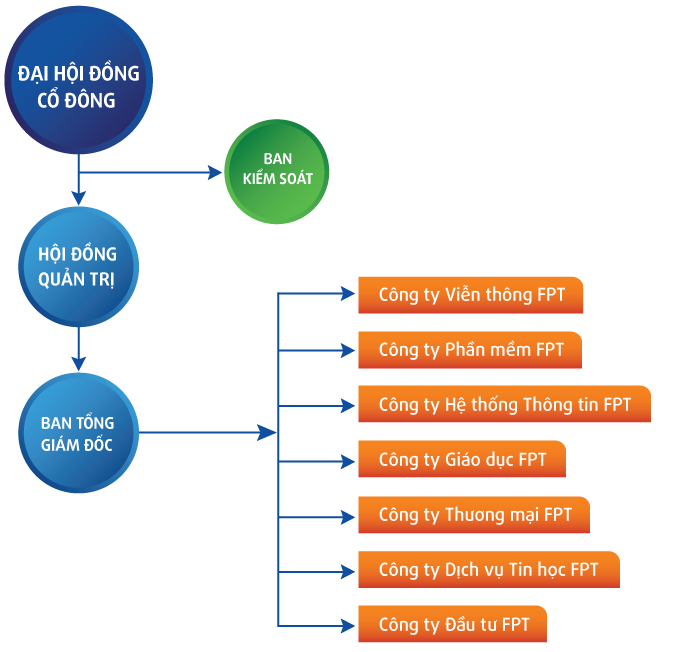 ĐẠI HỘI ĐỒNG
CỔ ĐÔNG
BAN
KIỂM SOÁT
HỘI ĐỒNG
QUẢN TRỊ
BAN TỔNG
GIÁM ĐỐC
Công ty Viễn thông FPT
Công ty Phần mềm FPT
Công ty Hệ thống Thông tin FPT
Công ty Giáo dục FPT
Công ty Thương mại FPT
Công ty Dịch vụ Tin học FPT
Công ty Đầu tư FPT